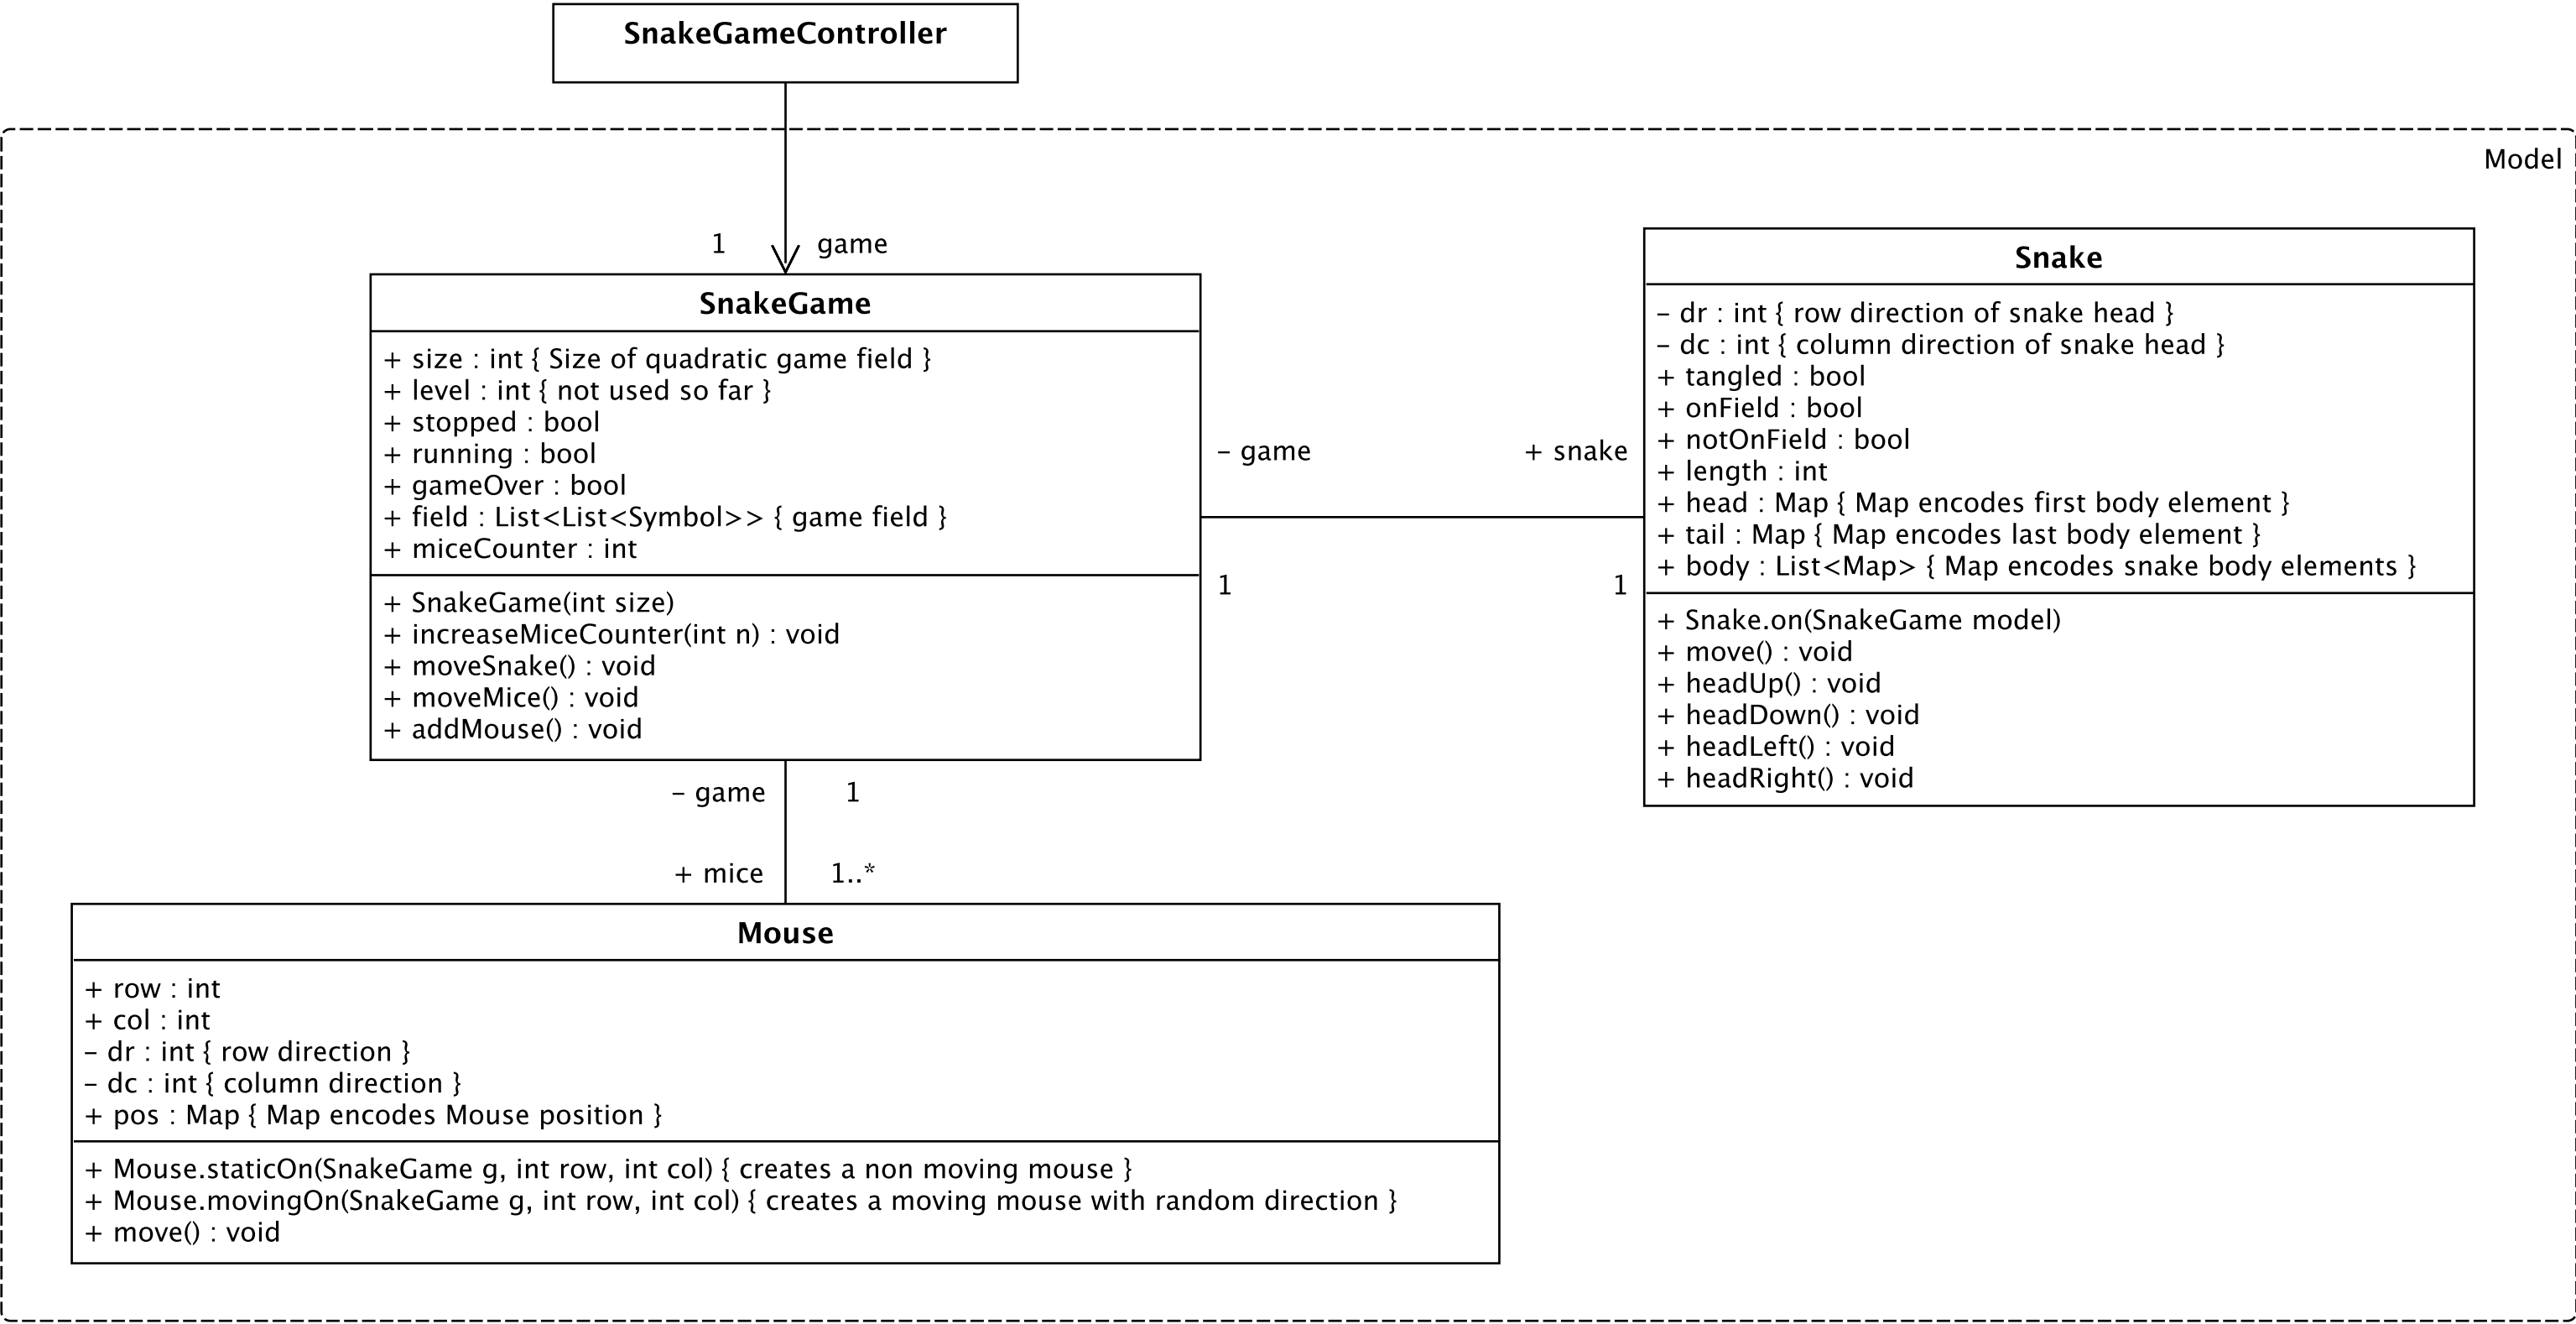 SnakeGameController
Model
1
game
SnakeGame
+ size : int { Size of quadratic game field }
+ level : int { not used so far }
+ stopped : bool
+ running : bool
+ gameOver : bool
+ field : List<List<Symbol>> { game field }
+ miceCounter : int
+ SnakeGame(int size)
+ increaseMiceCounter(int n) : void
+ moveSnake() : void
+ moveMice() : void
+ addMouse() : void
– game
+ snake
1
1
Snake
– dr : int { row direction of snake head }
– dc : int { column direction of snake head }
+ tangled : bool
+ onField : bool
+ notOnField : bool
+ length : int
+ head : Map { Map encodes first body element }
+ tail : Map { Map encodes last body element }
+ body : List<Map> { Map encodes snake body elements }
+ Snake.on(SnakeGame model)
+ move() : void
+ headUp() : void
+ headDown() : void
+ headLeft() : void
+ headRight() : void
– game
1
+ mice
1..*
Mouse
+ row : int
+ col : int
– dr : int { row direction }
– dc : int { column direction }
+ pos : Map { Map encodes Mouse position }
+ Mouse.staticOn(SnakeGame g, int row, int col) { creates a non moving mouse }
+ Mouse.movingOn(SnakeGame g, int row, int col) { creates a moving mouse with random direction }
+ move() : void